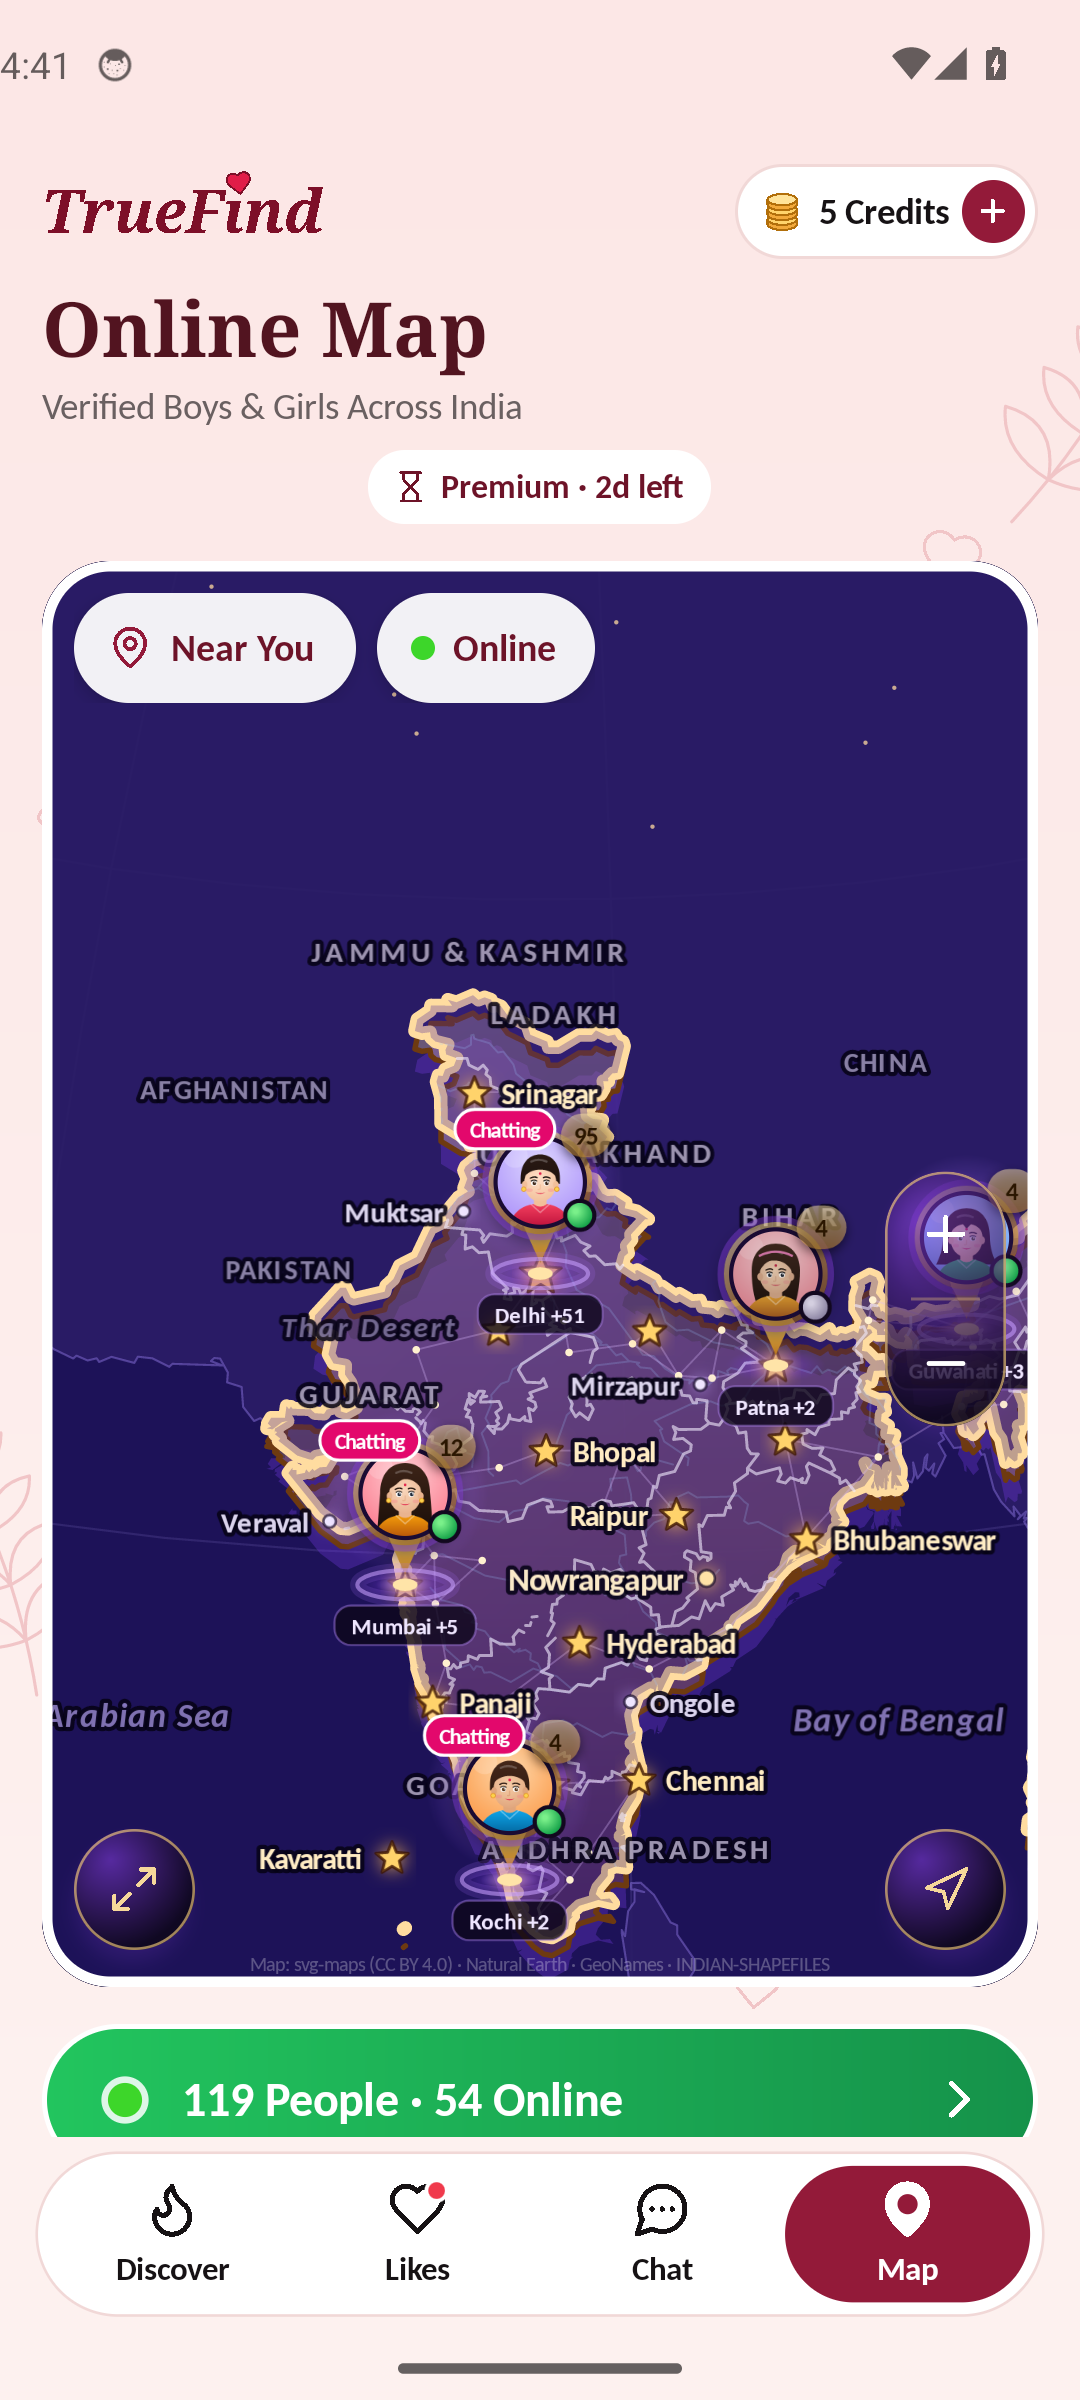 4:41
TrueFind
5 Credits
Online Map
Verified Boys & Girls Across India
Premium · 2d left
Near You
Online
JAMMU & KASHMIR
LADAKH
CHINA
AFGHANISTAN
Srinagar
Chatting
95
KHAND
4
Muktsar
BIHAR
4
PAKISTAN
Delhi +51
Thar Desert
Guwahati +3
Mirzapur
GUJARAT
Patna +2
Chatting
12
Bhopal
Raipur
Veraval
Bhubaneswar
Nowrangapur
Mumbai +5
Hyderabad
Panaji
Ongole
Arabian Sea
Bay of Bengal
Chatting
4
GO
Chennai
ANDHRA PRADESH
Kavaratti
Kochi +2
Map: svg-maps (CC BY 4.0) · Natural Earth · GeoNames · INDIAN-SHAPEFILES
119 People · 54 Online
Discover
Likes
Chat
Map